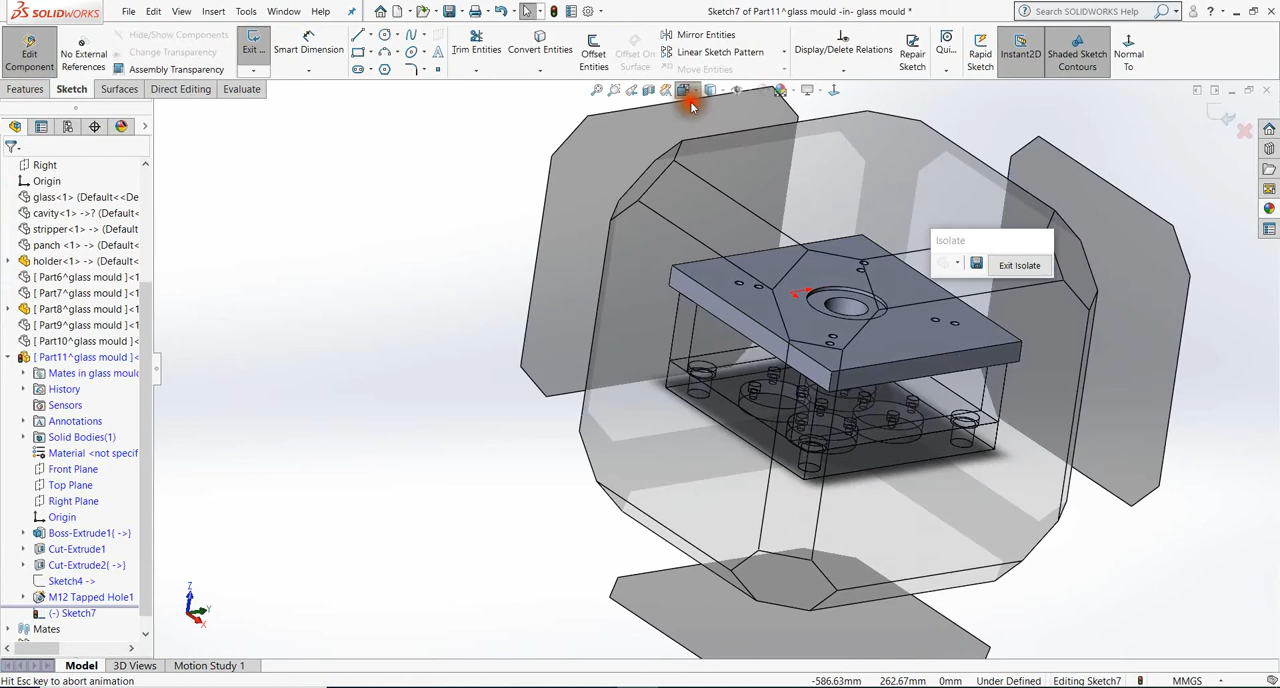 SOLIDWORKS
File Edit View Insert Tools Window Help
Sketch7 of Part11^glass mould -in- glass mould *
Search SOLIDWORKS Help
Edit Component
No External References
Hide/Show Components
Change Transparency
Assembly Transparency
Exit ...
Smart Dimension
Trim Entities
Convert Entities
Offset Entities
Offset On Surface
Mirror Entities
Linear Sketch Pattern
Move Entities
Display/Delete Relations
Repair Sketch
Qui...
Rapid Sketch
Instant2D
Shaded Sketch Contours
Normal To
Features Sketch Surfaces Direct Editing Evaluate
Right
Origin
glass<1> (Default<<De
cavity<1> ->? (Default
stripper<1> -> (Default
panch <1> -> (Default<
holder<1> -> (Default<
[ Part6^glass mould ]<1
[ Part7^glass mould ]<1
[ Part8^glass mould ]<1
[ Part9^glass mould ]<1
[ Part10^glass mould ]<
[ Part11^glass mould ]<
Mates in glass mould
History
Sensors
Annotations
Solid Bodies(1)
Material <not specif
Front Plane
Top Plane
Right Plane
Origin
Boss-Extrude1{ ->}
Cut-Extrude1
Cut-Extrude2{ ->}
Sketch4 ->
M12 Tapped Hole1
(-) Sketch7
Mates
Isolate
Exit Isolate
Z
Y
X
Model 3D Views Motion Study 1
Hit Esc key to abort animation
-586.63mm 262.67mm 0mm Under Defined Editing Sketch7 MMGS